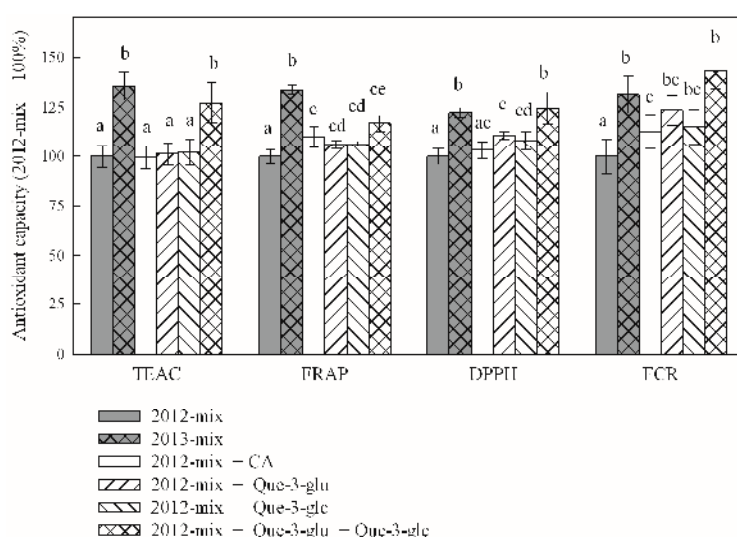 Antioxidant capacity (2012-mix 100%)
150
125
100
75
50
25
0
a b a a a b
a b c cd cd ce
a b ac c cd b
a b c bc bc b
TEAC FRAP DPPH FCR
2012-mix
2013-mix
2012-mix – CA
2012-mix – Que-3-glu
2012-mix Que-3-glc
2012-mix – Que-3-glu – Que-3-glc